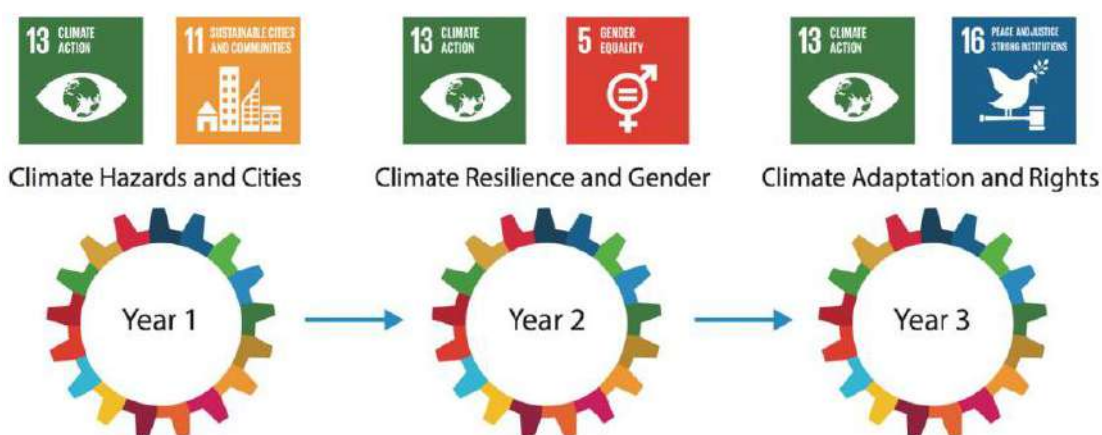 13 CLIMATE
ACTION
11 SUSTAINABLE CITIES
AND COMMUNITIES
13 CLIMATE
ACTION
5 GENDER
EQUALITY
13 CLIMATE
ACTION
16 PEACE AND JUSTICE
STRONG INSTITUTIONS
Climate Hazards and Cities
Climate Resilience and Gender
Climate Adaptation and Rights
Year 1
Year 2
Year 3